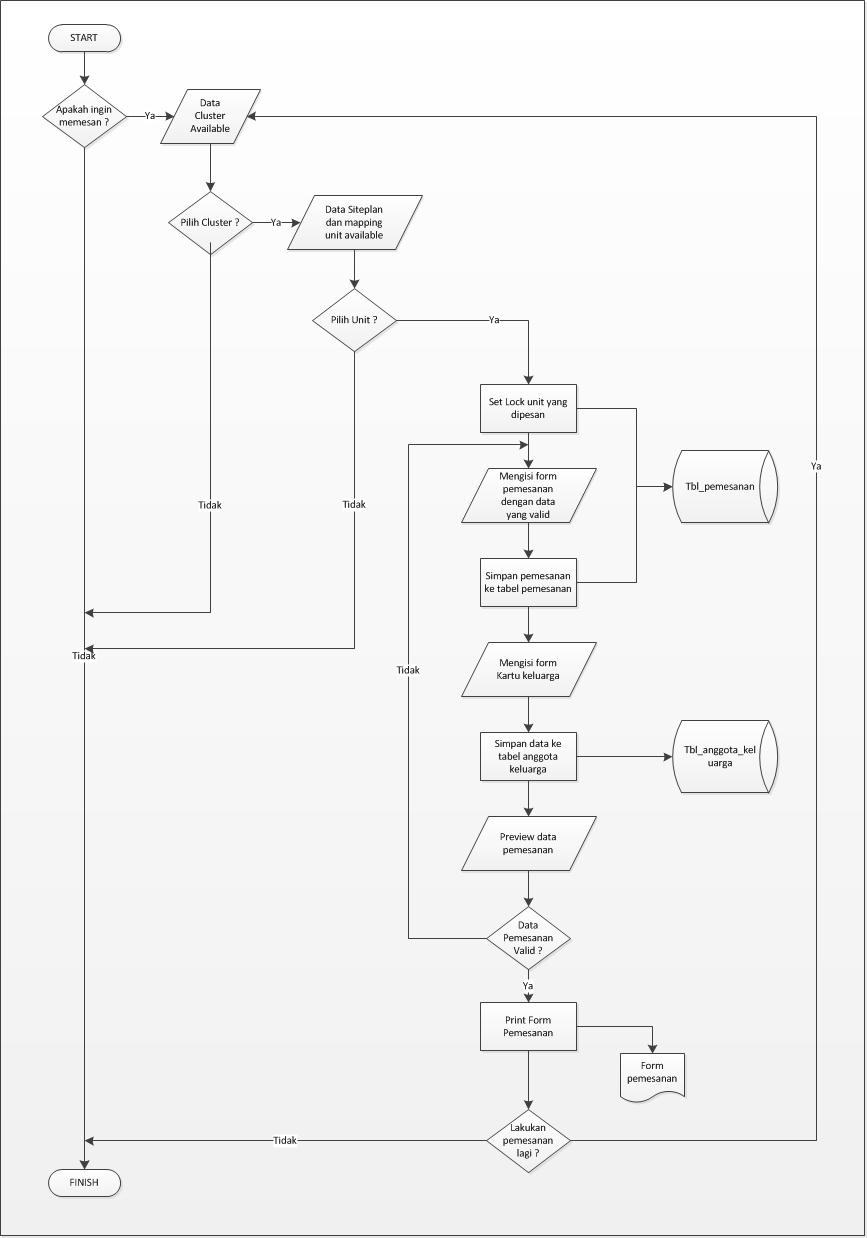 START
Apakah ingin
memesan ?
Ya
Data
Cluster
Available
Pilih Cluster ?
Ya
Data Siteplan
dan mapping
unit available
Pilih Unit ?
Ya
Set Lock unit yang
dipesan
Ya
Mengisi form
pemesanan
dengan data
yang valid
Tbl_pemesanan
Tidak
Tidak
Simpan pemesanan
ke tabel pemesanan
Tidak
Mengisi form
Kartu keluarga
Tidak
Simpan data ke
tabel anggota
keluarga
Tbl_anggota_kel
uarga
Preview data
pemesanan
Data
Pemesanan
Valid ?
Ya
Print Form
Pemesanan
Form
pemesanan
Lakukan
pemesanan
lagi ?
Tidak
FINISH